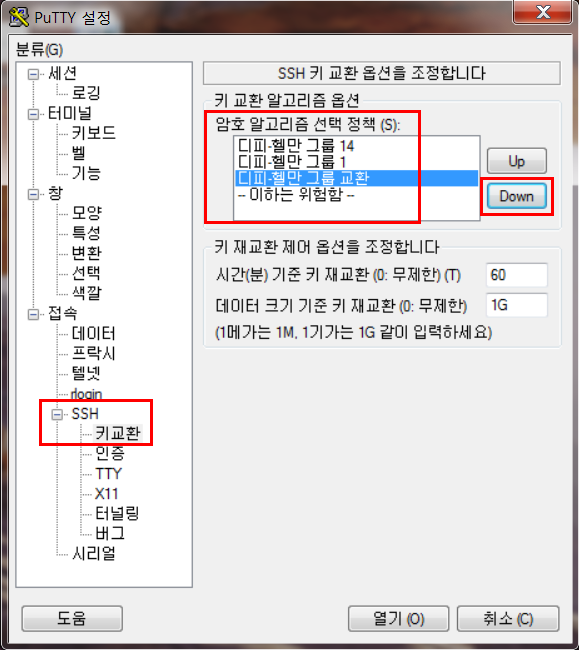 PuTTY 설정
분류(G)
세션
로깅
터미널
키보드
벨
기능
창
모양
특성
변환
선택
색깔
접속
데이터
프락시
텔넷
rlogin
SSH
키교환
인증
TTY
X11
터널링
버그
시리얼
SSH 키 교환 옵션을 조정합니다
키 교환 알고리즘 옵션
암호 알고리즘 선택 정책 (S):
디피-헬만 그룹 14
디피-헬만 그룹 1
디피-헬만 그룹 교환
-- 이하는 위험함 --
Up
Down
키 재교환 제어 옵션을 조정합니다
시간(분) 기준 키 재교환 (0: 무제한) (T)
60
데이터 크기 기준 키 재교환 (0: 무제한)
1G
(1메가는 1M, 1기가는 1G 같이 입력하세요)
도움
열기 (O)
취소 (C)